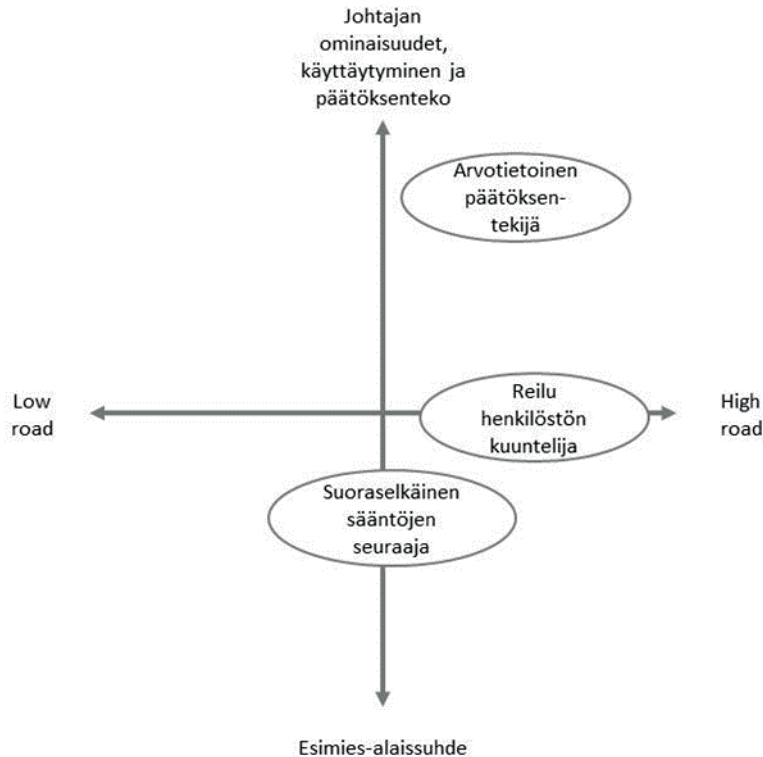 Johtajan
ominaisuudet,
käyttäytyminen ja
päätöksenteko
Arvotietoinen
päätöksen-
tekijä
Low
road
Reilu
henkilöstön
kuuntelija
High
road
Suoraselkäinen
sääntöjen
seuraaja
Esimies-alaissuhde